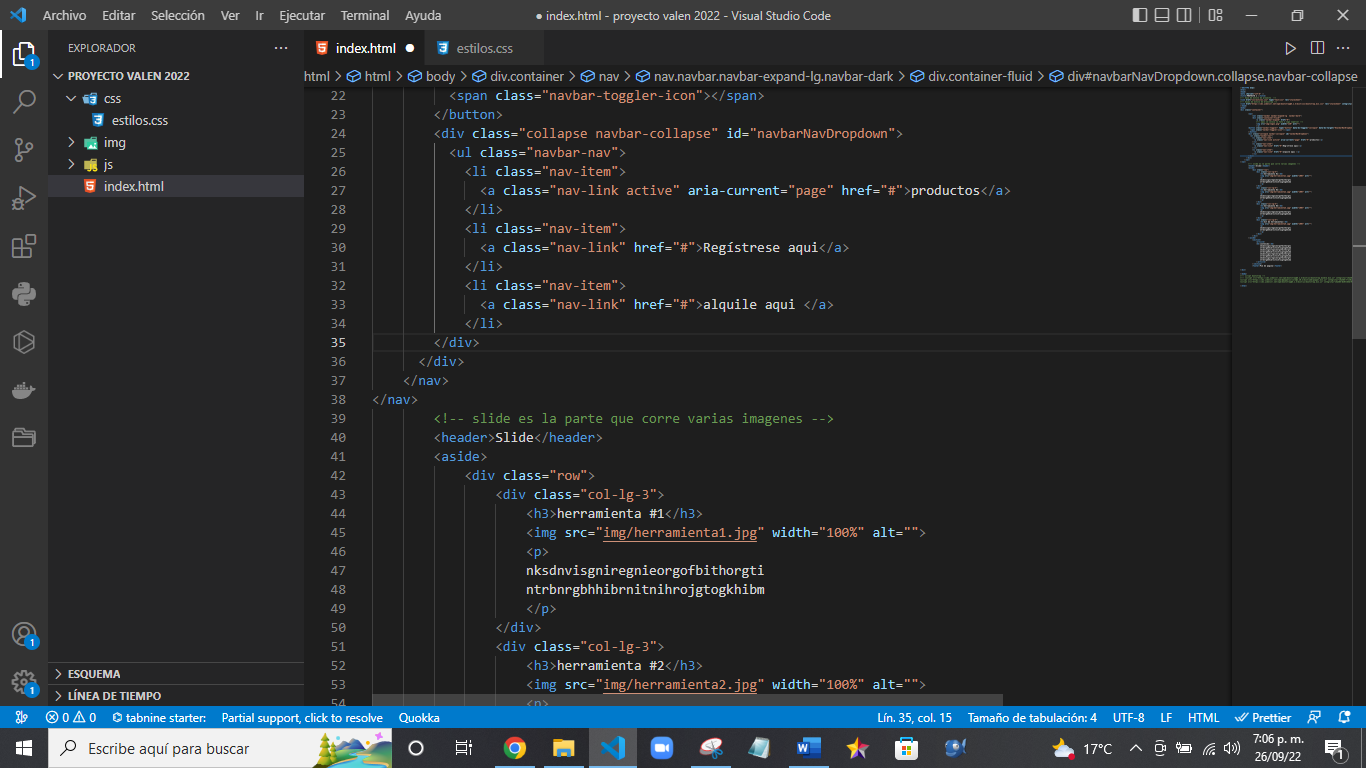 Archivo Editar Selección Ver Ir Ejecutar Terminal Ayuda
● index.html - proyecto valen 2022 - Visual Studio Code
EXPLORADOR ···
index.html ●
estilos.css
PROYECTO VALEN 2022
html > html > body > div.container > nav > nav.navbar.navbar-expand-lg.navbar-dark > div.container-fluid > div#navbarNavDropdown.collapse.navbar-collapse
css
estilos.css
img
js
index.html
22 <span class="navbar-toggler-icon"></span>
23 </button>
24 <div class="collapse navbar-collapse" id="navbarNavDropdown">
25 <ul class="navbar-nav">
26 <li class="nav-item">
27 <a class="nav-link active" aria-current="page" href="#">productos</a>
28 </li>
29 <li class="nav-item">
30 <a class="nav-link" href="#">Regístrese aqui</a>
31 </li>
32 <li class="nav-item">
33 <a class="nav-link" href="#">alquile aqui </a>
34 </li>
35 </div>
36 </div>
37 </nav>
38 </nav>
39 <!-- slide es la parte que corre varias imagenes -->
40 <header>Slide</header>
41 <aside>
42 <div class="row">
43 <div class="col-lg-3">
44 <h3>herramienta #1</h3>
45 <img src="img/herramienta1.jpg" width="100%" alt="">
46 <p>
47 nksdnvisgniregnieorgofbithorgti
48 ntrbnrgbhhibrnitnihrojgtogkhibm
49 </p>
50 </div>
51 <div class="col-lg-3">
52 <h3>herramienta #2</h3>
53 <img src="img/herramienta2.jpg" width="100%" alt="">
54 <p>
1
1
1
ESQUEMA
LÍNEA DE TIEMPO
0 0 tabnine starter: Partial support, click to resolve Quokka Lín. 35, col. 15 Tamaño de tabulación: 4 UTF-8 LF HTML Prettier
Escribe aquí para buscar
17°C
7:06 p. m.
26/09/22
1